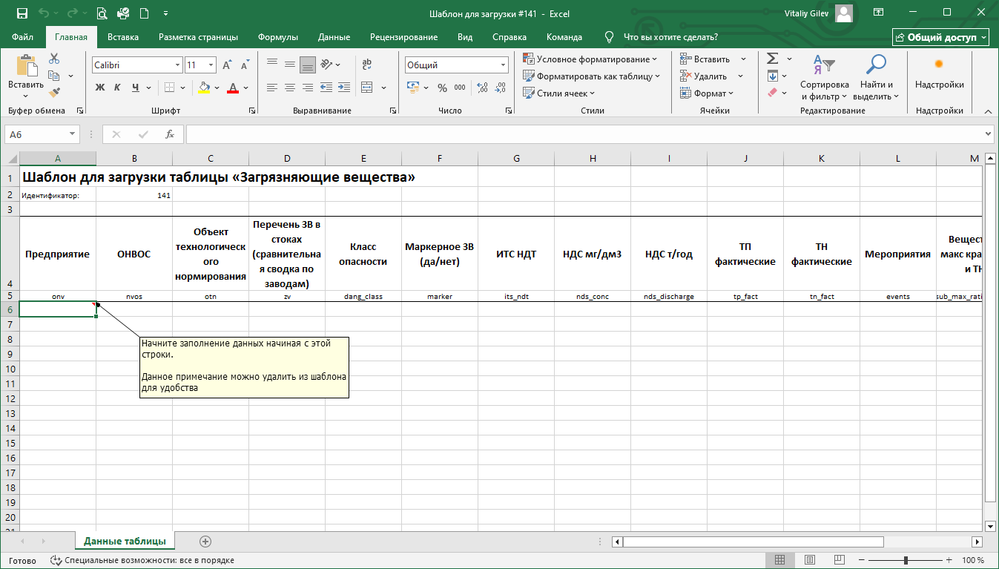 Шаблон для загрузки #141 - Excel
Vitaliy Gilev
Файл Главная Вставка Разметка страницы Формулы Данные Рецензирование Вид Справка Команда Что вы хотите сделать? Общий доступ
Вставить
Calibri 11
Ж К Ч
Общий
% 000
Условное форматирование
Форматировать как таблицу
Стили ячеек
Вставить
Удалить
Формат
Сортировка
и фильтр
Найти и
выделить
Надстройки
Буфер обмена Шрифт Выравнивание Число Стили Ячейки Редактирование Надстройки
A6 fx
A B C D E F G H I J K L M
1 Шаблон для загрузки таблицы «Загрязняющие вещества»
2 Идентификатор: 141
3
4
Предприятие
ОНВОС
Объект
технологическ
ого
нормирования
Перечень ЗВ в
стоках
(сравнительна
я сводка по
заводам)
Класс
опасности
Маркерное ЗВ
(да/нет)
ИТС НДТ
НДС мг/дм3
НДС т/год
ТП
фактические
ТН
фактические
Мероприятия
Вещест
макс кра
и ТН
5 onv nvos otn zv dang_class marker its_ndt nds_conc nds_discharge tp_fact tn_fact events sub_max_rati
6
7
8
9
10
11
12
13
14
15
16
17
18
19
20
21
Начните заполнение данных начиная с этой
строки.
Данное примечание можно удалить из шаблона
для удобства
Данные таблицы
Готово Специальные возможности: все в порядке 100 %